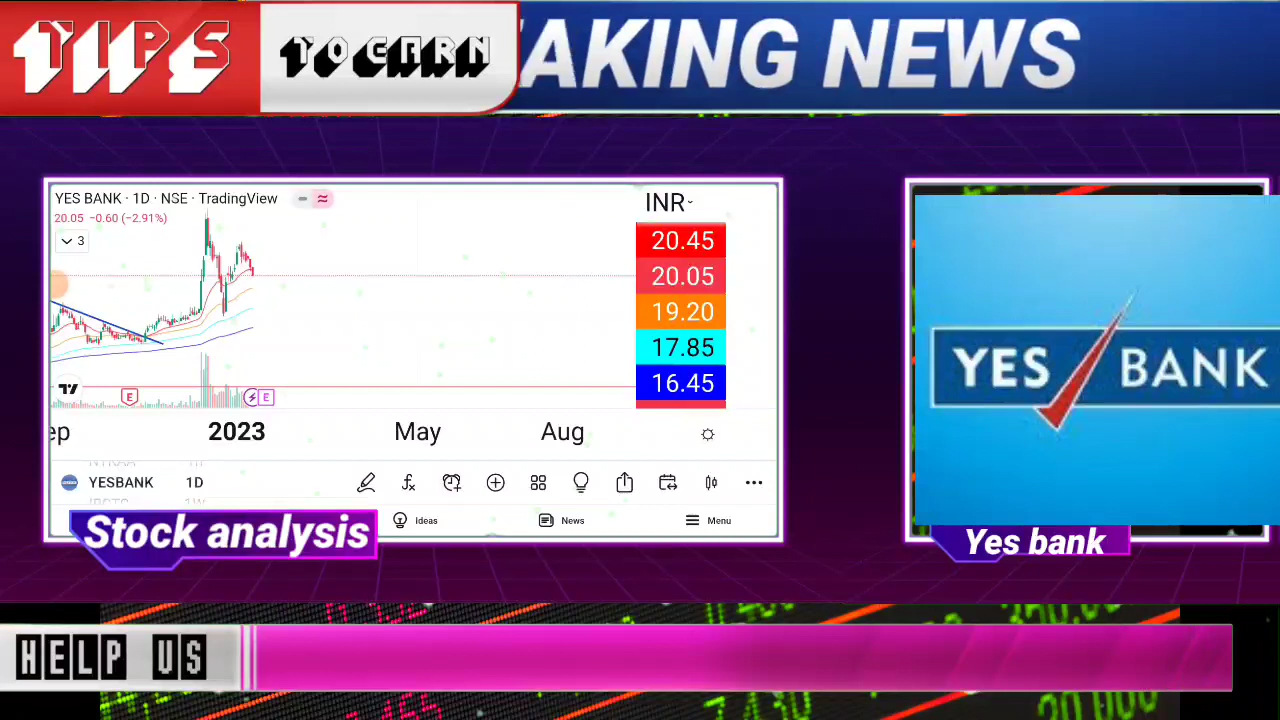 TIPS
TO EARN
AKING NEWS
YES BANK · 1D · NSE · TradingView
20.05 −0.60 (−2.91%)
3
INR
20.45
20.05
19.20
17.85
16.45
E
E
ep
2023
May
Aug
YESBANK 1D
Ideas
News
Menu
Stock analysis
YES BANK
Yes bank
HELP US